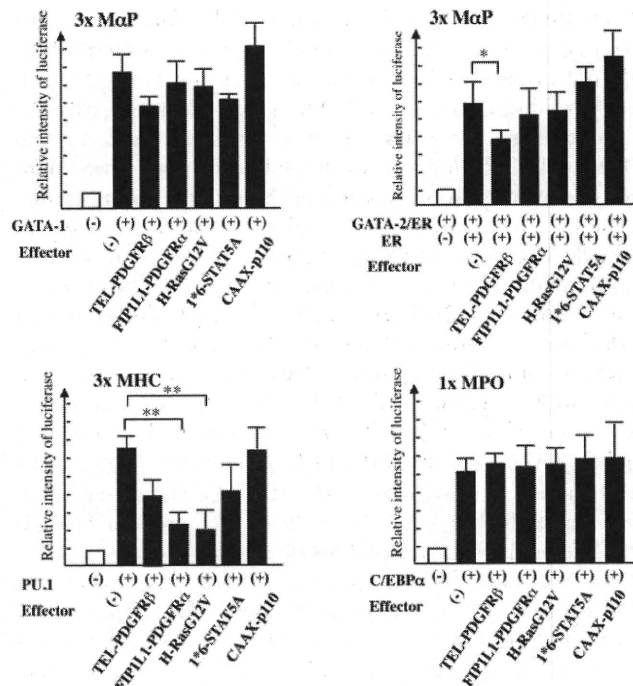 3x MαP
Relative intensity of luciferase
GATA-1 (-) (+) (+) (+) (+) (+) (+)
Effector (-) TEL-PDGFRβ FIP1L1-PDGFRα H-RasG12V 1*6-STAT5A CAAX-p110
3x MαP
Relative intensity of luciferase
*
GATA-2/ER (+) (+) (+) (+) (+) (+) (+)
ER (-) (+) (+) (+) (+) (+) (+)
Effector (-) TEL-PDGFRβ FIP1L1-PDGFRα H-RasG12V 1*6-STAT5A CAAX-p110
3x MHC
Relative intensity of luciferase
**
**
PU.1 (-) (+) (+) (+) (+) (+) (+)
Effector (-) TEL-PDGFRβ FIP1L1-PDGFRα H-RasG12V 1*6-STAT5A CAAX-p110
1x MPO
Relative intensity of luciferase
C/EBPα (-) (+) (+) (+) (+) (+) (+)
Effector (-) TEL-PDGFRβ FIP1L1-PDGFRα H-RasG12V 1*6-STAT5A CAAX-p110